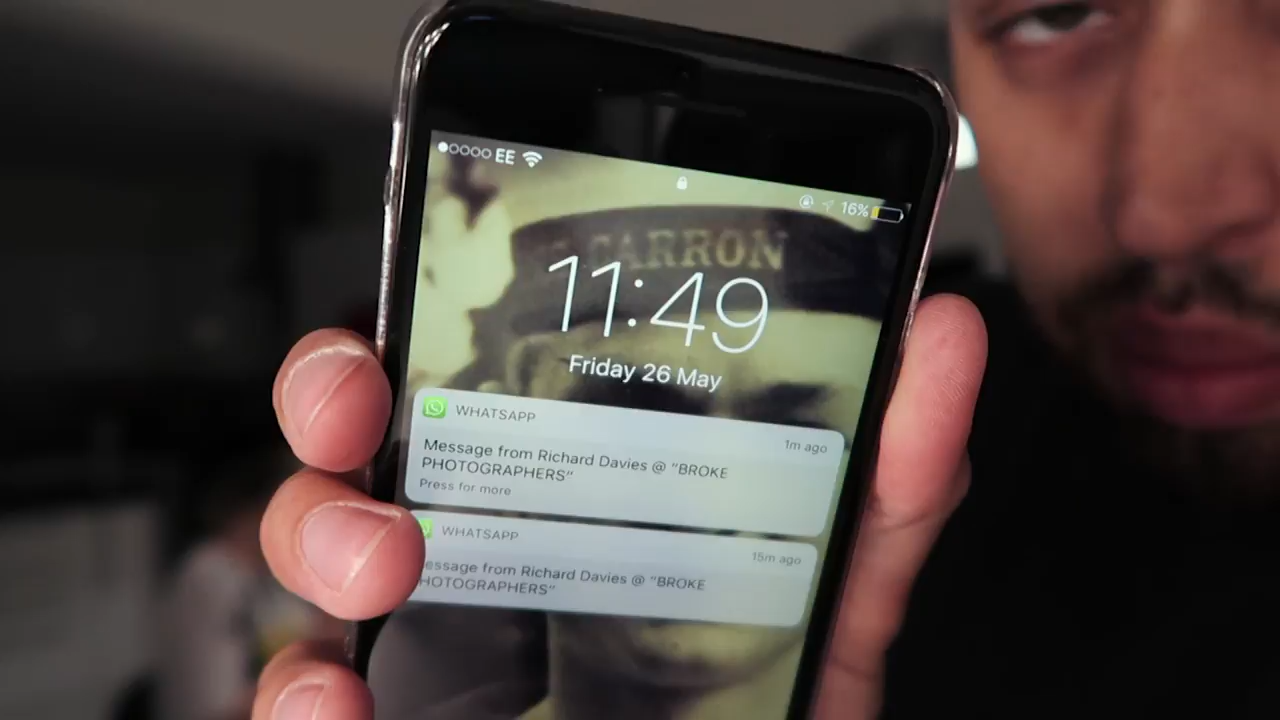 EE
16%
CARRON
11:49
Friday 26 May
WHATSAPP
1m ago
Message from Richard Davies @ "BROKE
PHOTOGRAPHERS"
Press for more
WHATSAPP
15m ago
essage from Richard Davies @ "BROKE
HOTOGRAPHERS"